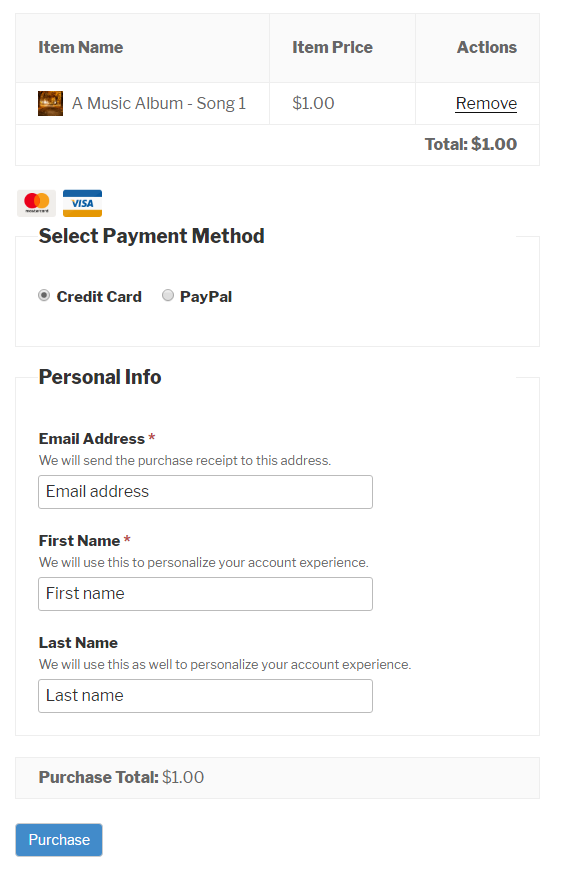 Item Name Item Price Actions
A Music Album - Song 1 $1.00 Remove
Total: $1.00
mastercard VISA
Select Payment Method
Credit Card PayPal
Personal Info
Email Address *
We will send the purchase receipt to this address.
Email address
First Name *
We will use this to personalize your account experience.
First name
Last Name
We will use this as well to personalize your account experience.
Last name
Purchase Total: $1.00
Purchase